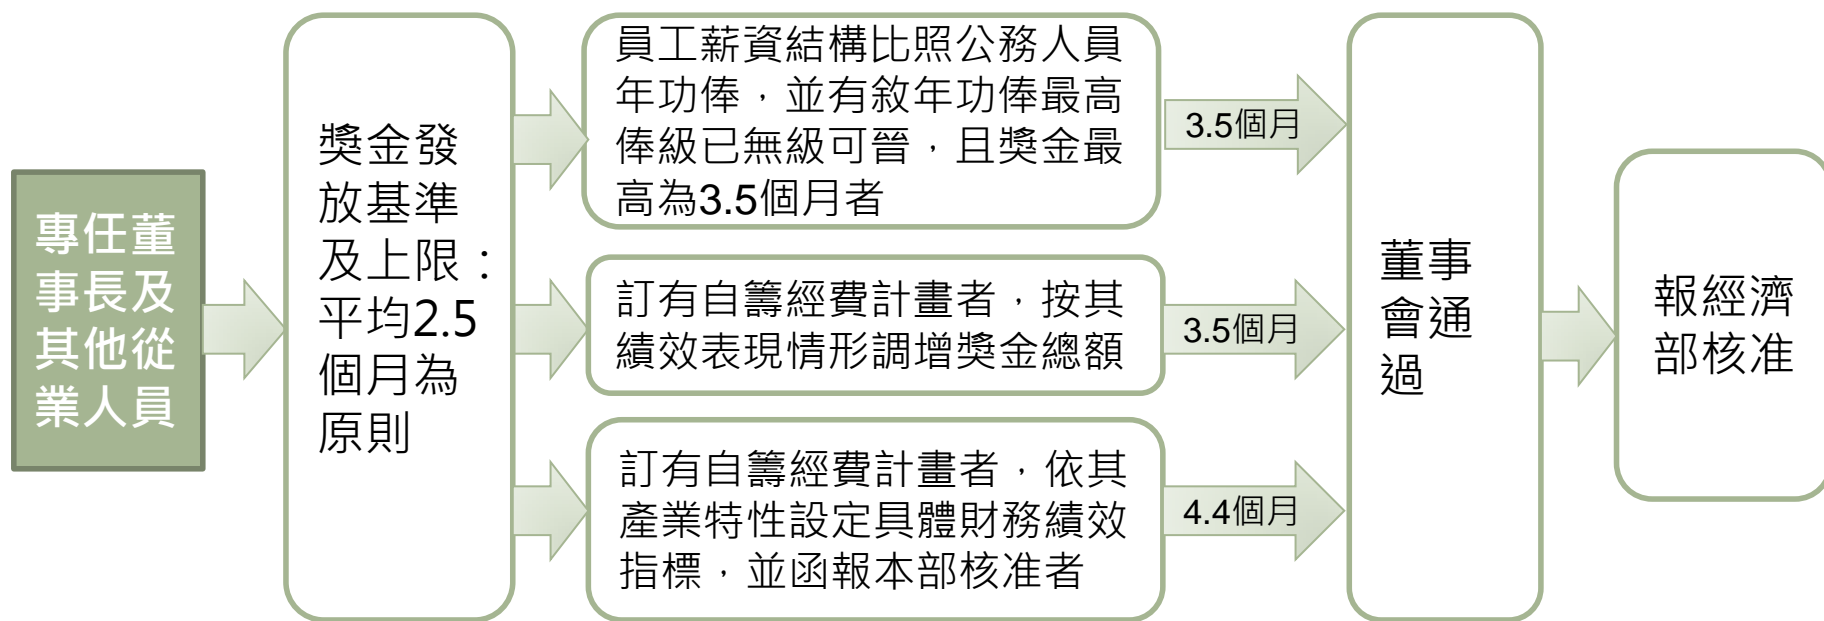 專任董
事長及
其他從
業人員
獎金發
放基準
及上限：
平均2.5
個月為
原則
員工薪資結構比照公務人員
年功俸，並有敘年功俸最高
俸級已無級可晉，且獎金最
高為3.5個月者
3.5個月
訂有自籌經費計畫者，按其
績效表現情形調增獎金總額
3.5個月
訂有自籌經費計畫者，依其
產業特性設定具體財務績效
指標，並函報本部核准者
4.4個月
董事
會通
過
報經濟
部核准